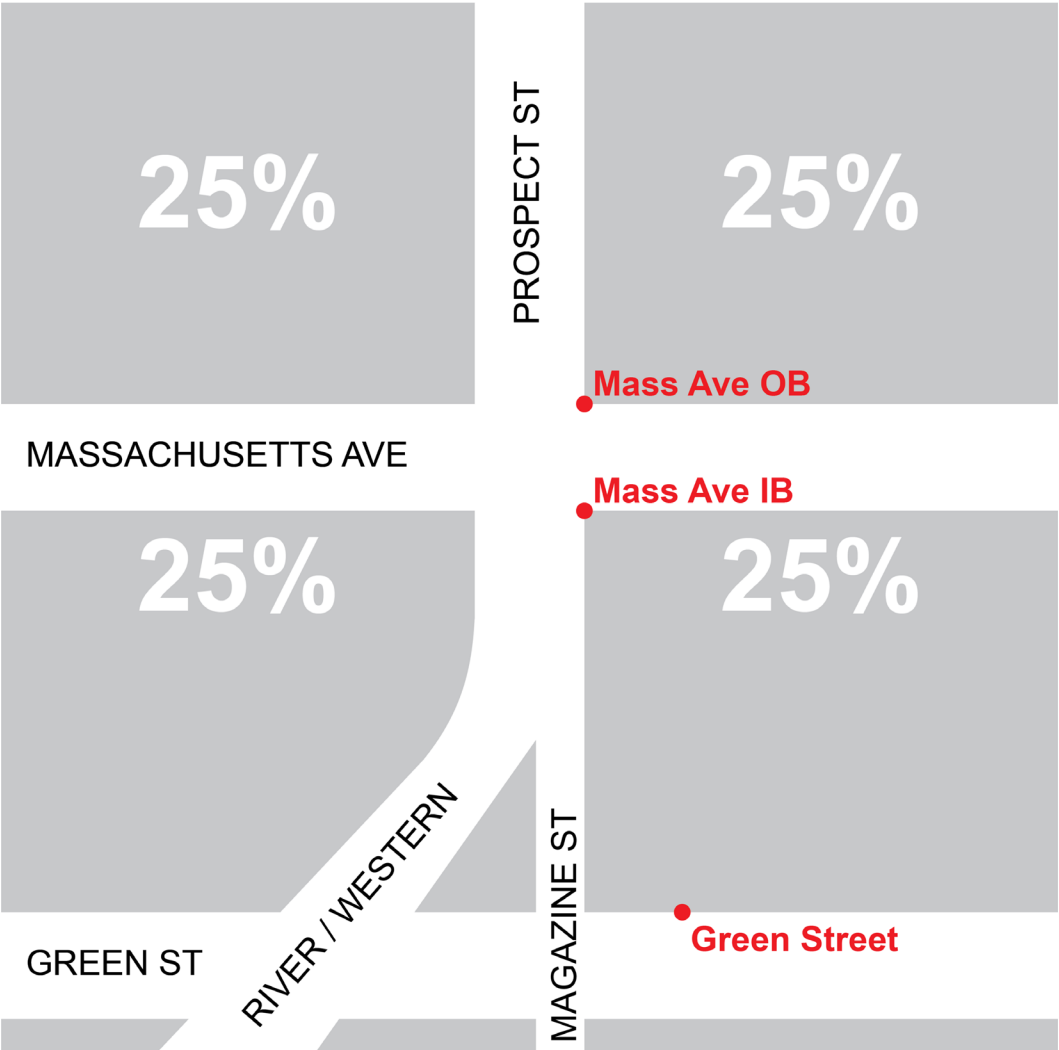 25%
25%
PROSPECT ST
Mass Ave OB
MASSACHUSETTS AVE
Mass Ave IB
25%
25%
RIVER / WESTERN
MAGAZINE ST
Green Street
GREEN ST